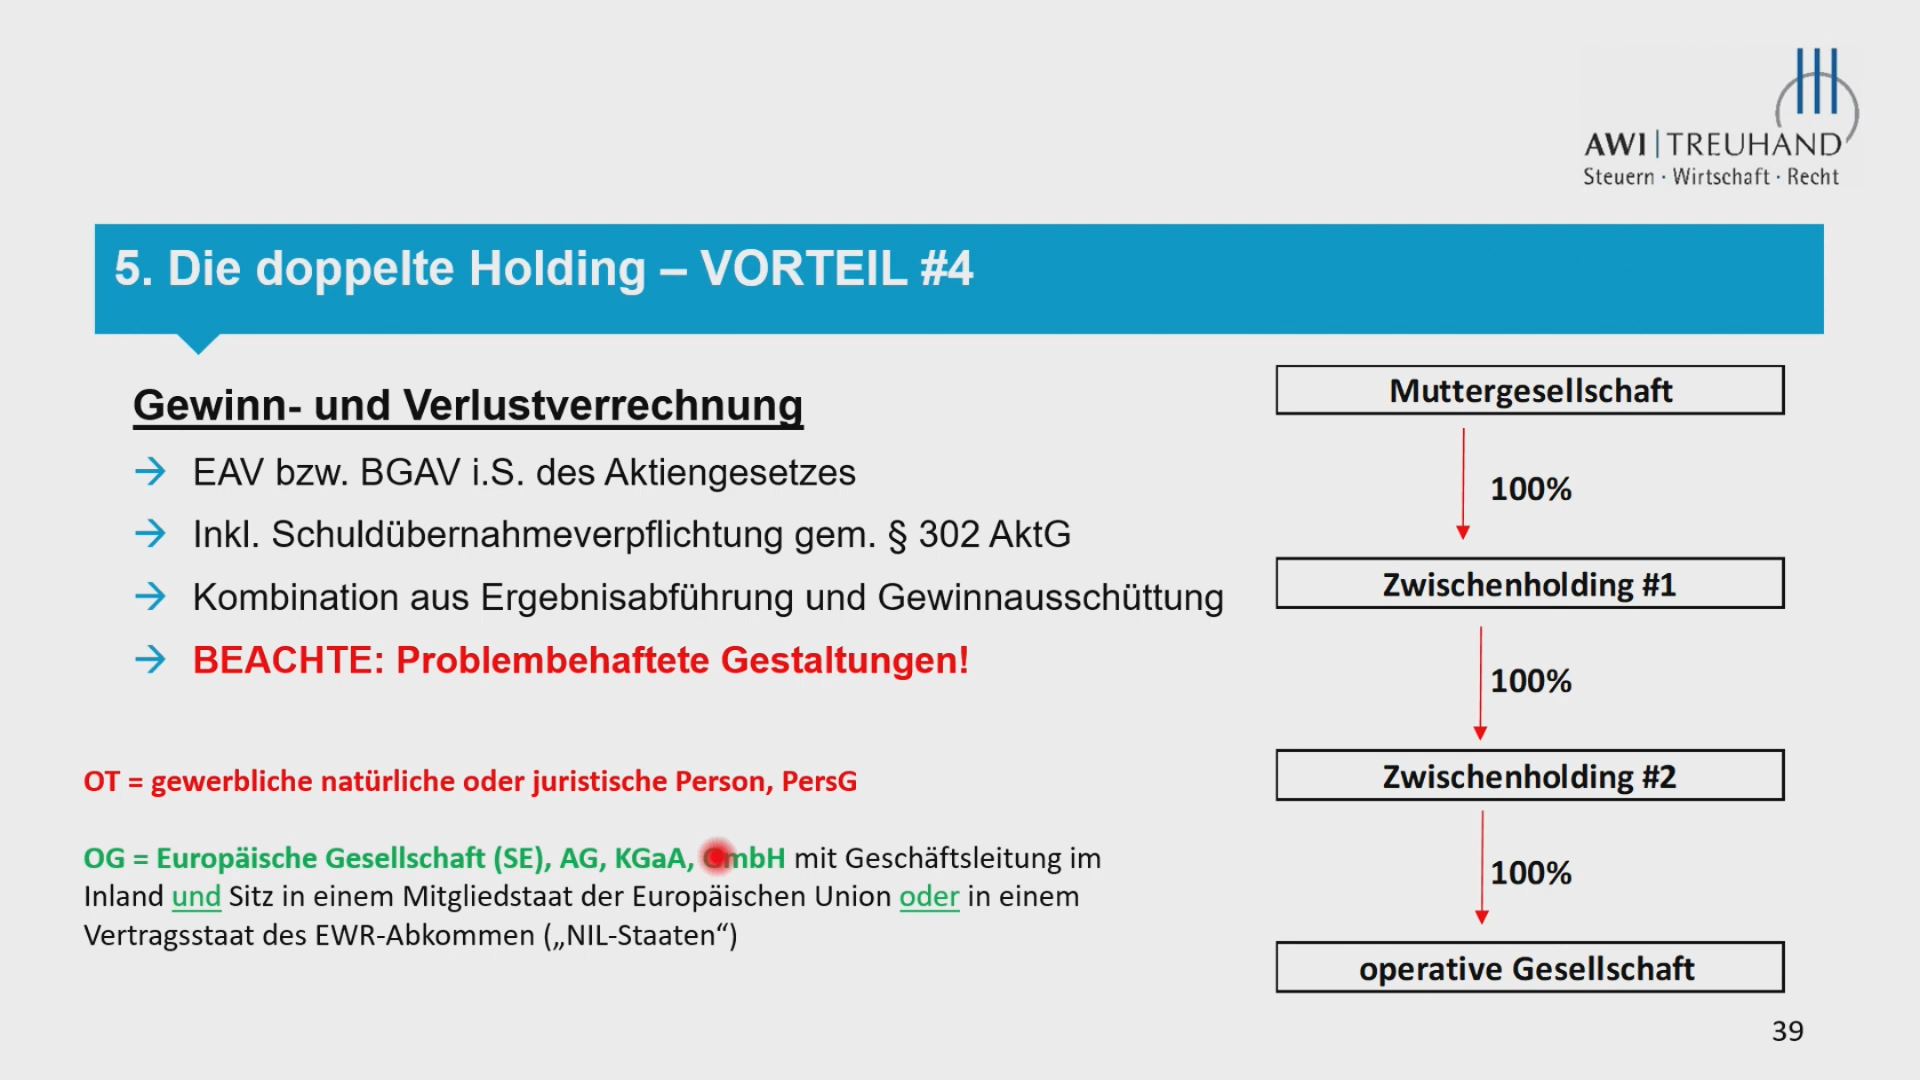 AWI | TREUHAND
Steuern · Wirtschaft · Recht
5. Die doppelte Holding – VORTEIL #4
Gewinn- und Verlustverrechnung
→ EAV bzw. BGAV i.S. des Aktiengesetzes
→ Inkl. Schuldübernahmeverpflichtung gem. § 302 AktG
→ Kombination aus Ergebnisabführung und Gewinnausschüttung
→ BEACHTE: Problembehaftete Gestaltungen!
OT = gewerbliche natürliche oder juristische Person, PersG
OG = Europäische Gesellschaft (SE), AG, KGaA, GmbH mit Geschäftsleitung im
Inland und Sitz in einem Mitgliedstaat der Europäischen Union oder in einem
Vertragsstaat des EWR-Abkommen („NIL-Staaten“)
Muttergesellschaft
100%
Zwischenholding #1
100%
Zwischenholding #2
100%
operative Gesellschaft
39